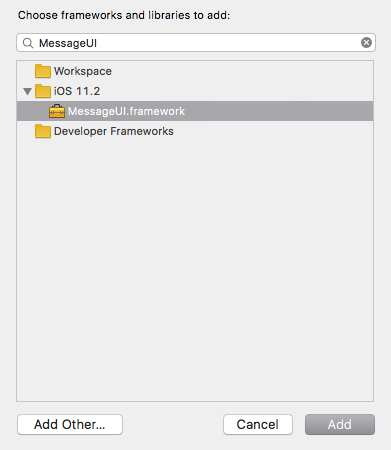 Choose frameworks and libraries to add:
MessageUI
Workspace
iOS 11.2
MessageUI.framework
Developer Frameworks
Add Other...
Cancel
Add